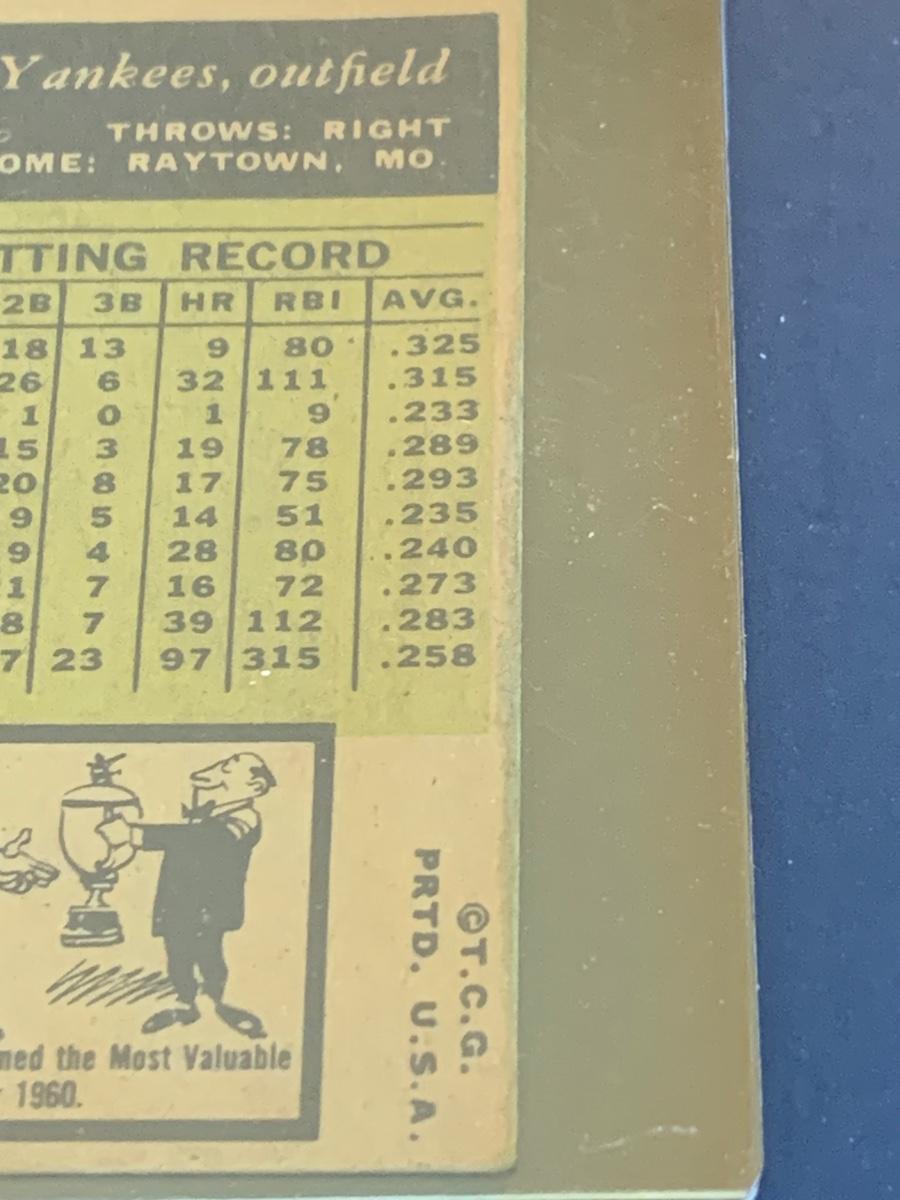 Yankees, outfield
THROWS: RIGHT
OME: RAYTOWN, MO.
TTING RECORD
2B 3B HR RBI AVG.
18 13 9 80 .325
26 6 32 111 .315
1 0 1 9 .233
15 3 19 78 .289
20 8 17 75 .293
9 5 14 51 .235
9 4 28 80 .240
1 7 16 72 .273
8 7 39 112 .283
7 23 97 315 .258
ned the Most Valuable
1960.
©T.C.G.
PRTD. U.S.A.